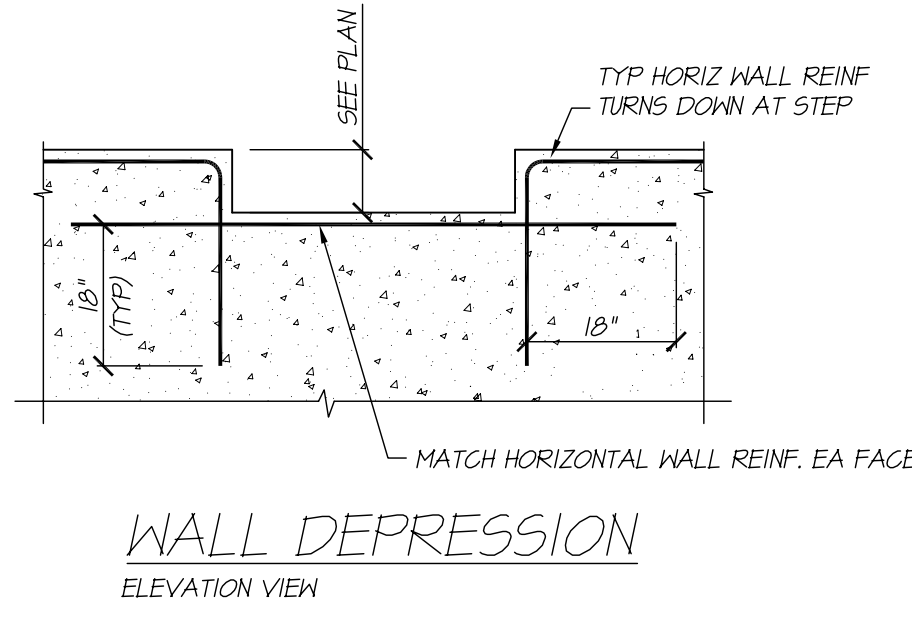 SEE PLAN
TYP HORIZ WALL REINF
TURNS DOWN AT STEP
18"
(TYP)
18"
MATCH HORIZONTAL WALL REINF. EA FACE
WALL DEPRESSION
ELEVATION VIEW